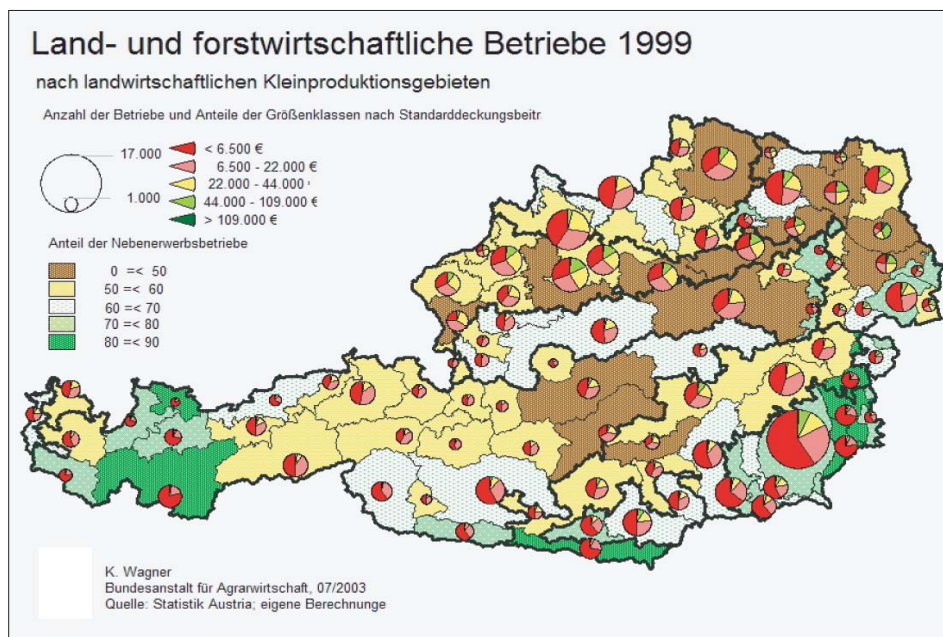 Land- und forstwirtschaftliche Betriebe 1999
nach landwirtschaftlichen Kleinproduktionsgebieten
Anzahl der Betriebe und Anteile der Größenklassen nach Standarddeckungsbeitr
17.000
1.000
< 6.500 €
6.500 - 22.000 €
22.000 - 44.000
44.000 - 109.000 €
> 109.000 €
Anteil der Nebenerwerbsbetriebe
0 =< 50
50 =< 60
60 =< 70
70 =< 80
80 =< 90
K. Wagner
Bundesanstalt für Agrarwirtschaft, 07/2003
Quelle: Statistik Austria; eigene Berechnunge